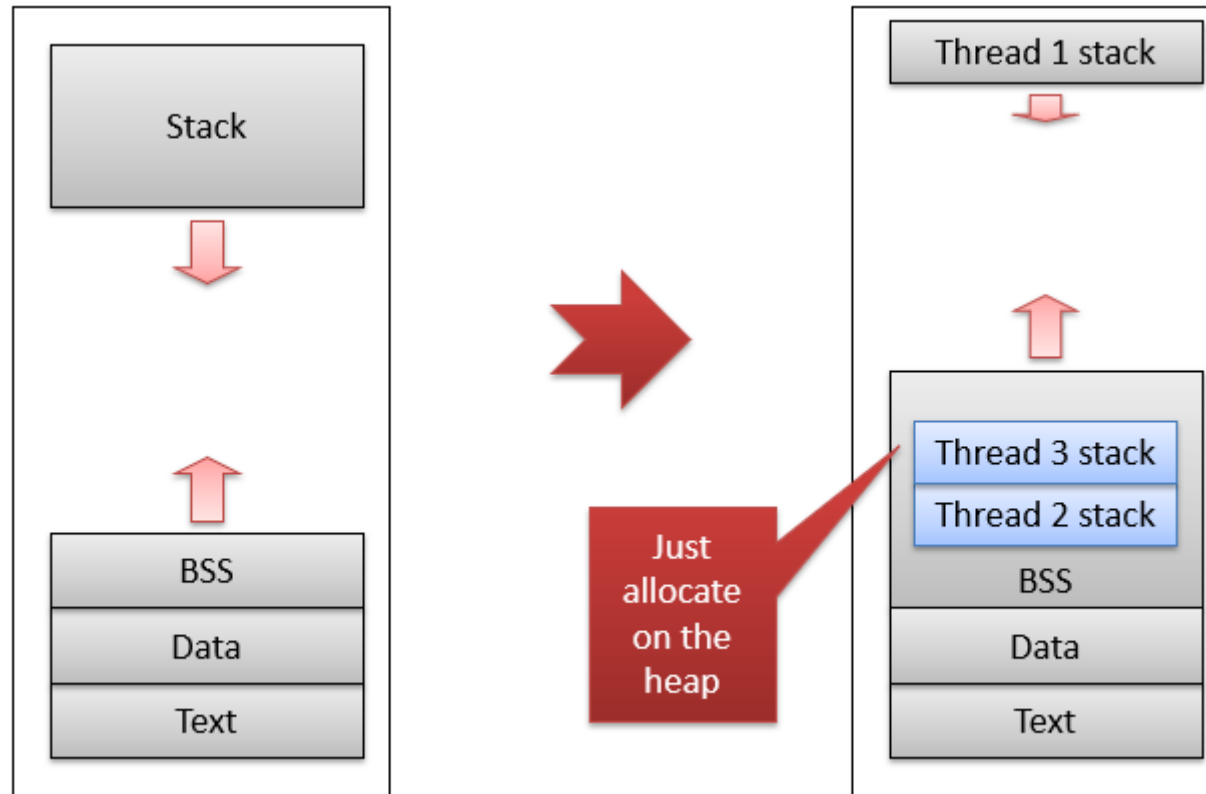 Stack
BSS
Data
Text
Just
allocate
on the
heap
Thread 1 stack
Thread 3 stack
Thread 2 stack
BSS
Data
Text